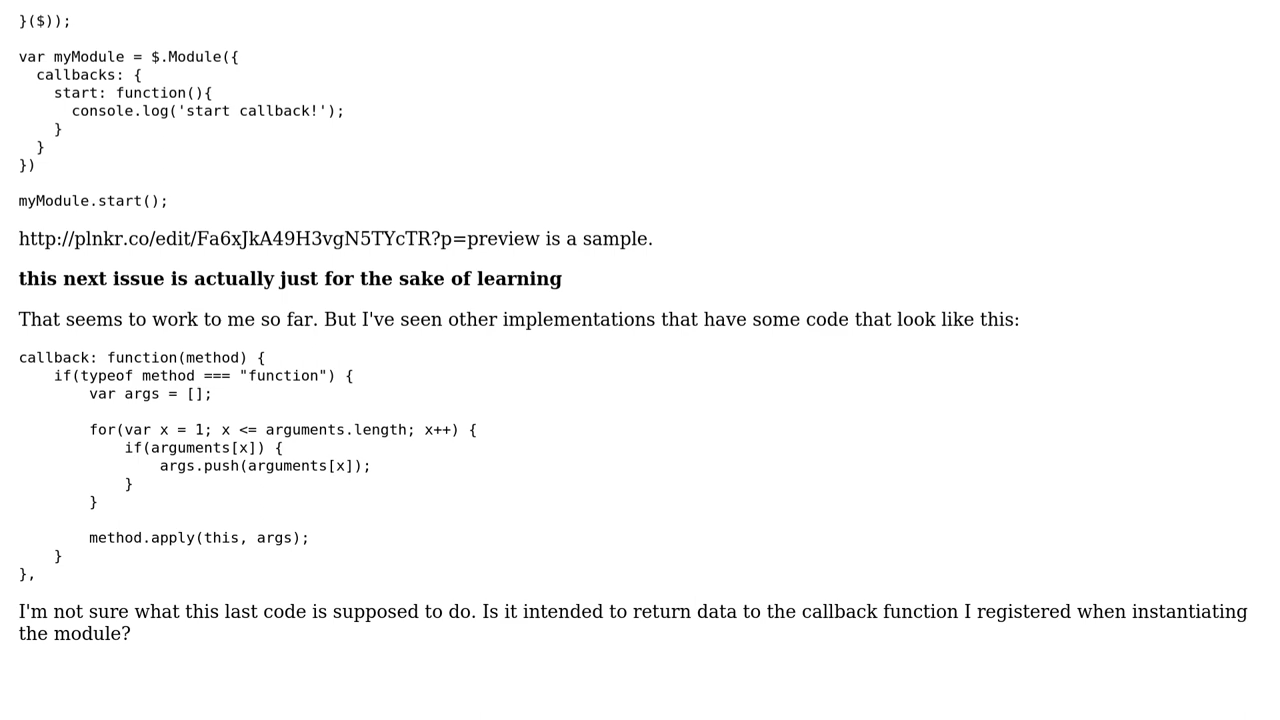 }($));
var myModule = $.Module({
  callbacks: {
    start: function(){
      console.log('start callback!');
    }
  }
})
myModule.start();
http://plnkr.co/edit/Fa6xJkA49H3vgN5TYcTR?p=preview is a sample.
this next issue is actually just for the sake of learning
That seems to work to me so far. But I've seen other implementations that have some code that look like this:
callback: function(method) {
    if(typeof method === "function") {
        var args = [];
        for(var x = 1; x <= arguments.length; x++) {
            if(arguments[x]) {
                args.push(arguments[x]);
            }
        }
        method.apply(this, args);
    }
},
I'm not sure what this last code is supposed to do. Is it intended to return data to the callback function I registered when instantiating
the module?